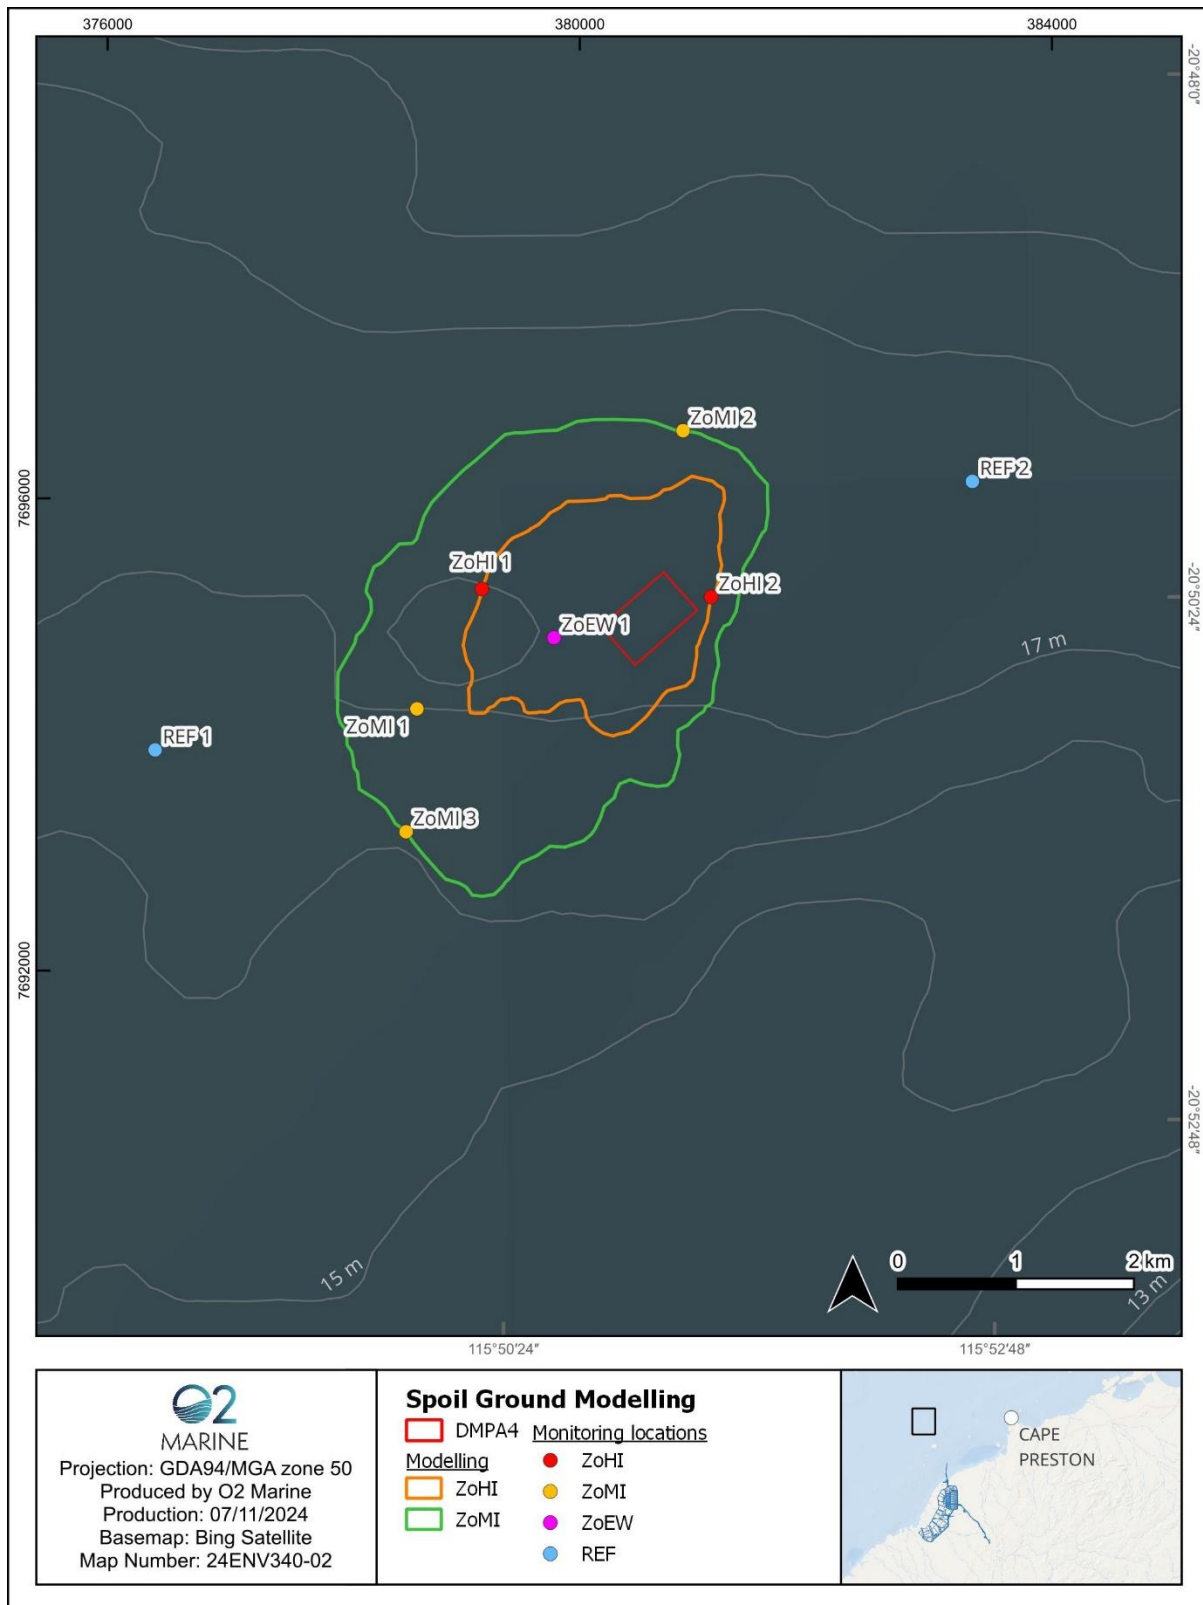 376000
380000
384000
-20°48'0"
ZoMI 2
REF 2
7696000
ZoHI 1
ZoHI 2
-20°50'24"
ZoEW 1
17 m
ZoMI 1
REF 1
ZoMI 3
7692000
-20°52'48"
15 m
0 1 2 km
13 m
115°50'24"
115°52'48"
O2
MARINE
Projection: GDA94/MGA zone 50
Produced by O2 Marine
Production: 07/11/2024
Basemap: Bing Satellite
Map Number: 24ENV340-02
Spoil Ground Modelling
DMPA4
Modelling
ZoHI
ZoMI
Monitoring locations
ZoHI
ZoMI
ZoEW
REF
CAPE
PRESTON